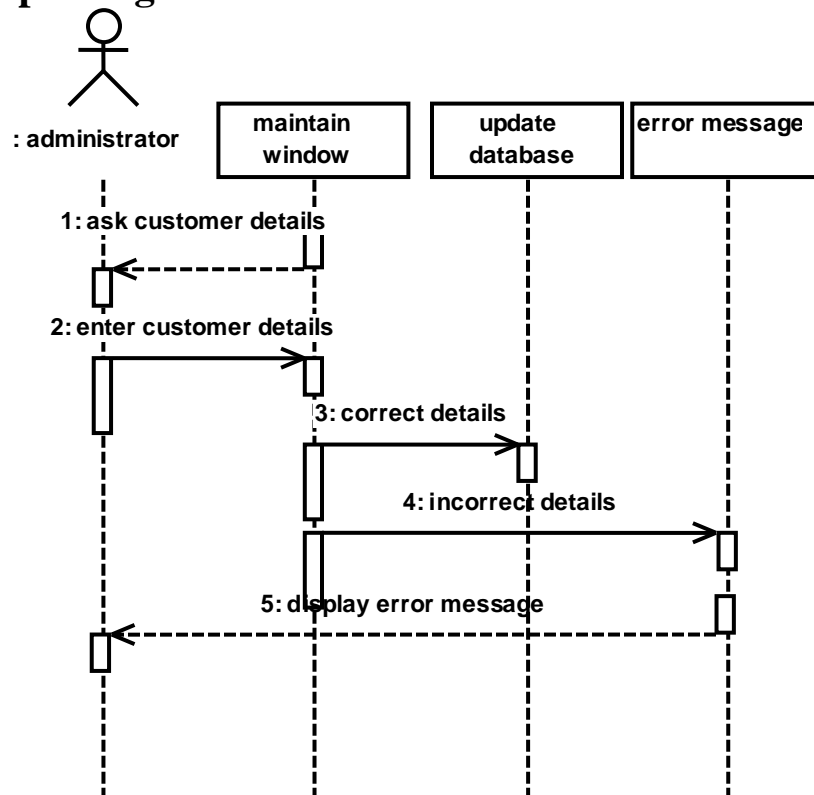 : administrator
maintain
window
update
database
error message
1: ask customer details
2: enter customer details
3: correct details
4: incorrect details
5: display error message